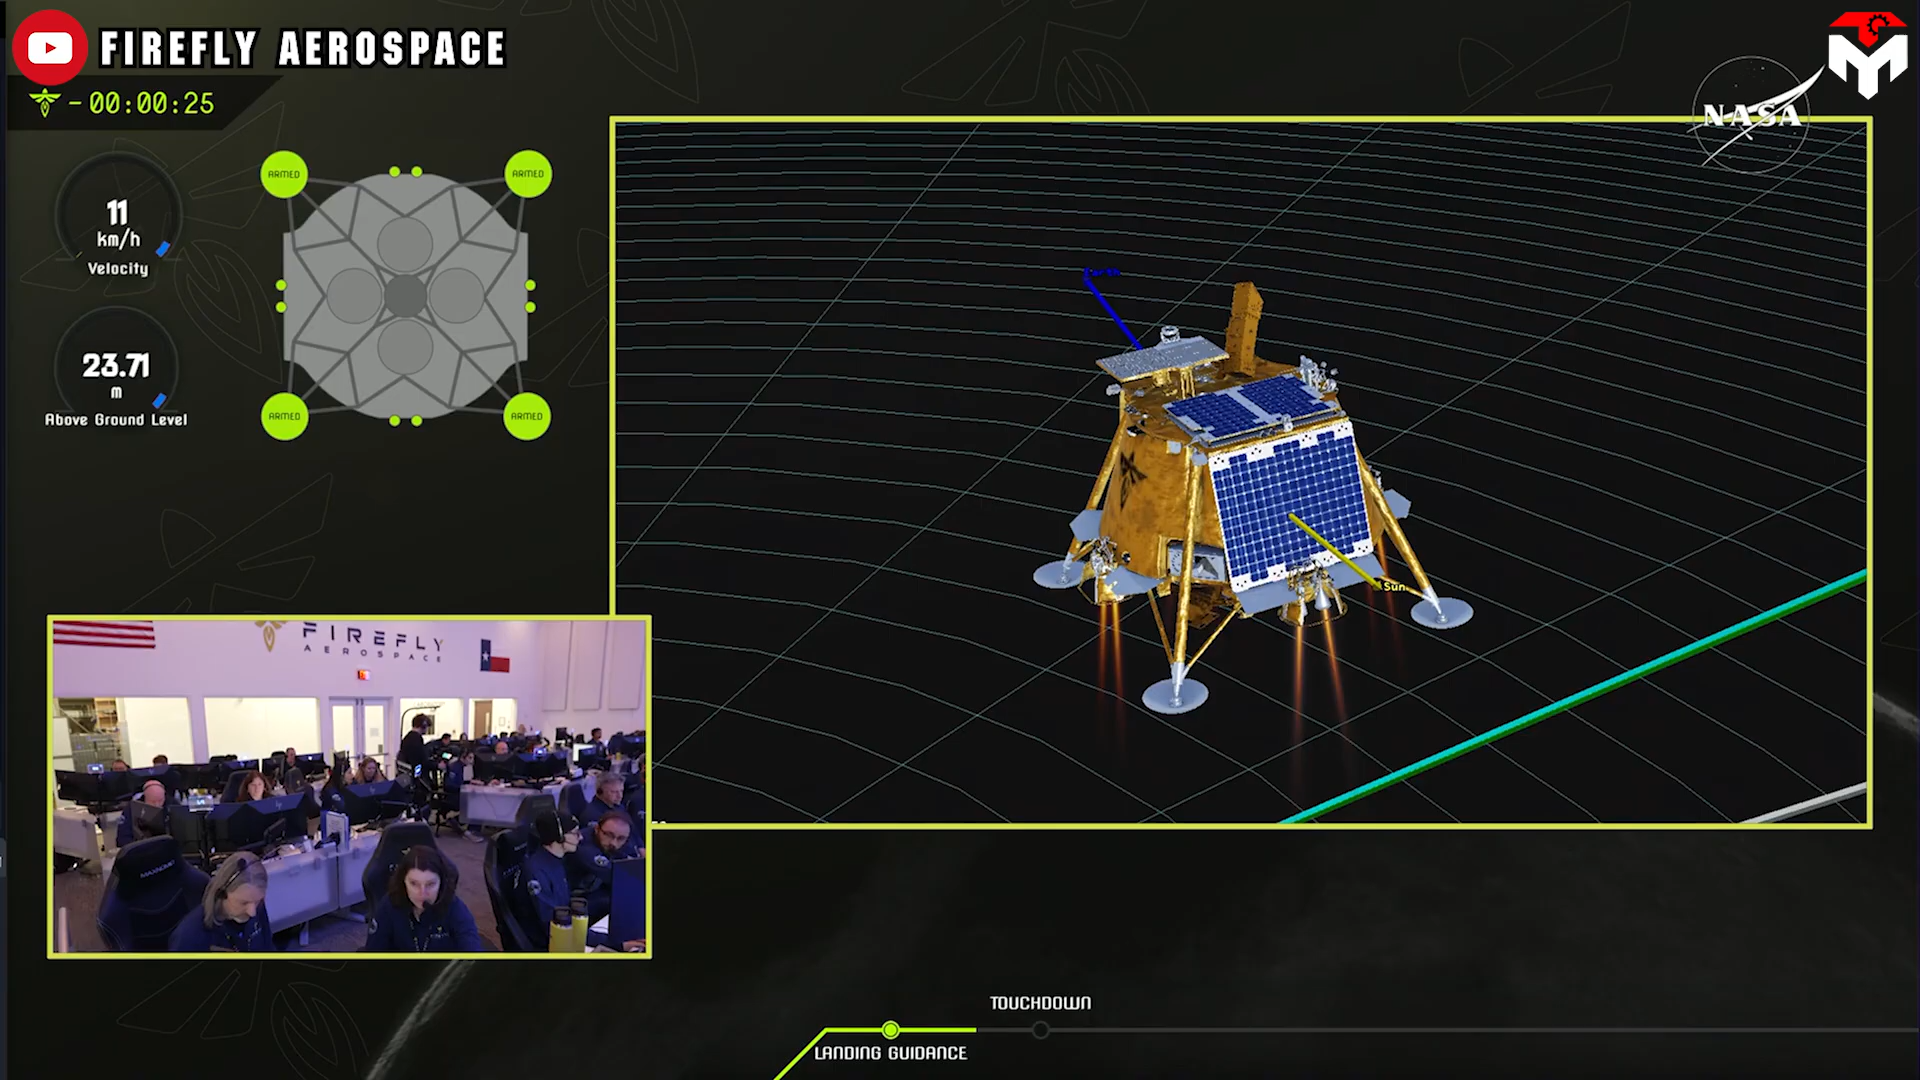 FIREFLY AEROSPACE
-00:00:25
NASA
11
km/h
Velocity
23.71
m
Above Ground Level
ARMED
ARMED
ARMED
ARMED
Earth
Sun
FIREFLY
AEROSPACE
TOUCHDOWN
LANDING GUIDANCE